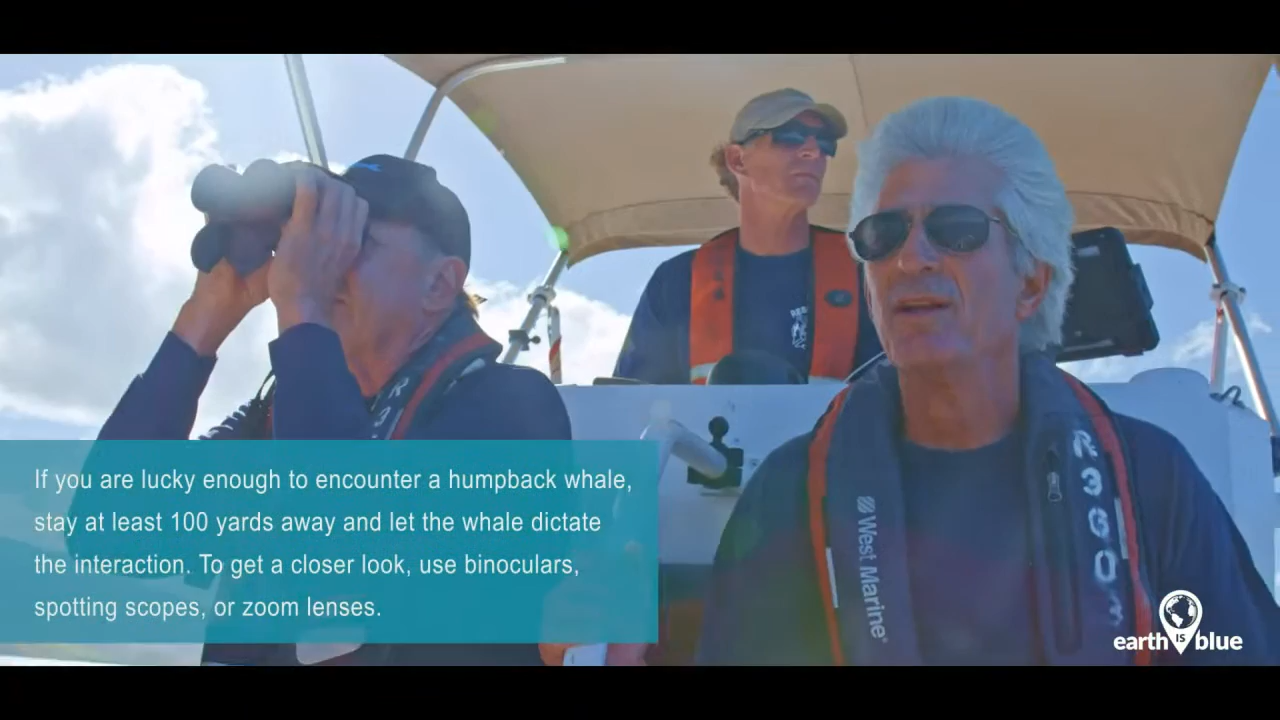 If you are lucky enough to encounter a humpback whale,
stay at least 100 yards away and let the whale dictate
the interaction. To get a closer look, use binoculars,
spotting scopes, or zoom lenses.
West Marine
R3G03
earth IS blue